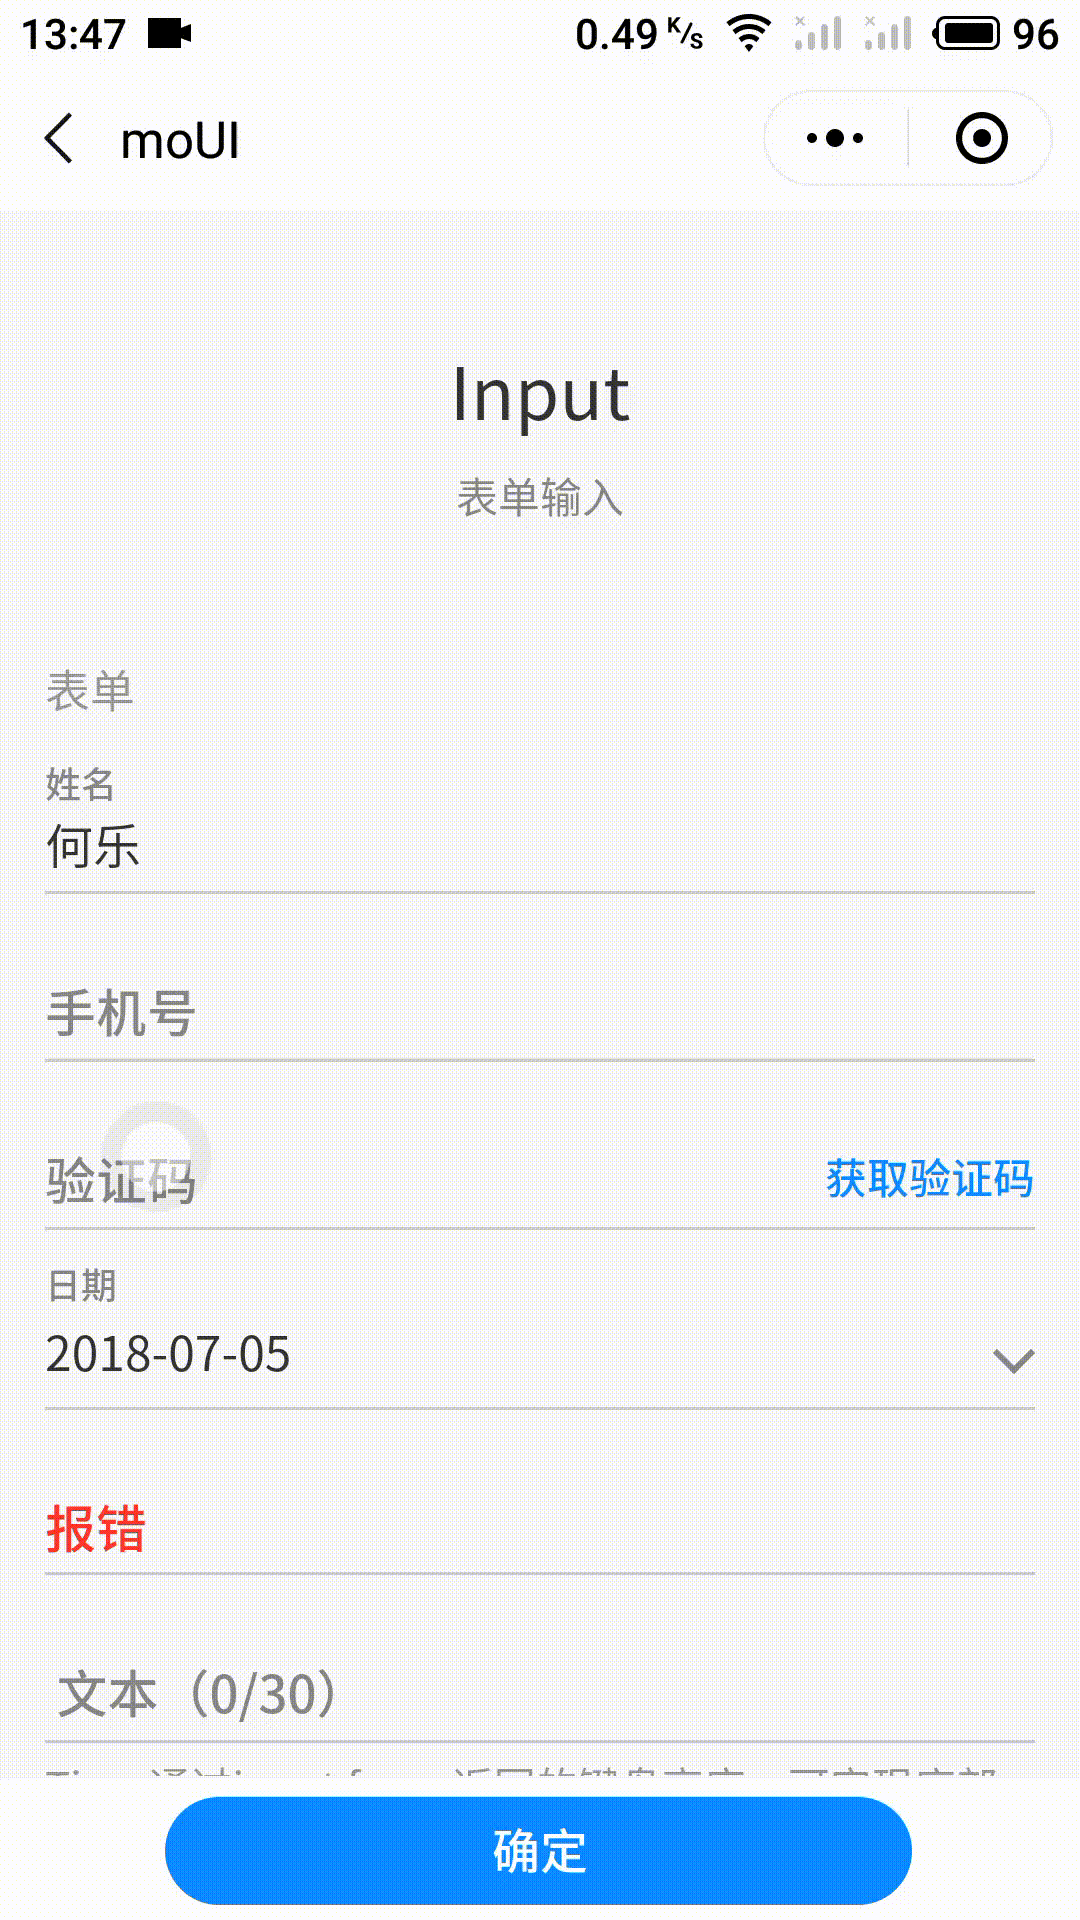 13:47 0.49 K/s 96
moUI
Input
表单输入
表单
姓名
何乐
手机号
验证码 获取验证码
日期
2018-07-05
报错
文本（0/30）
确定